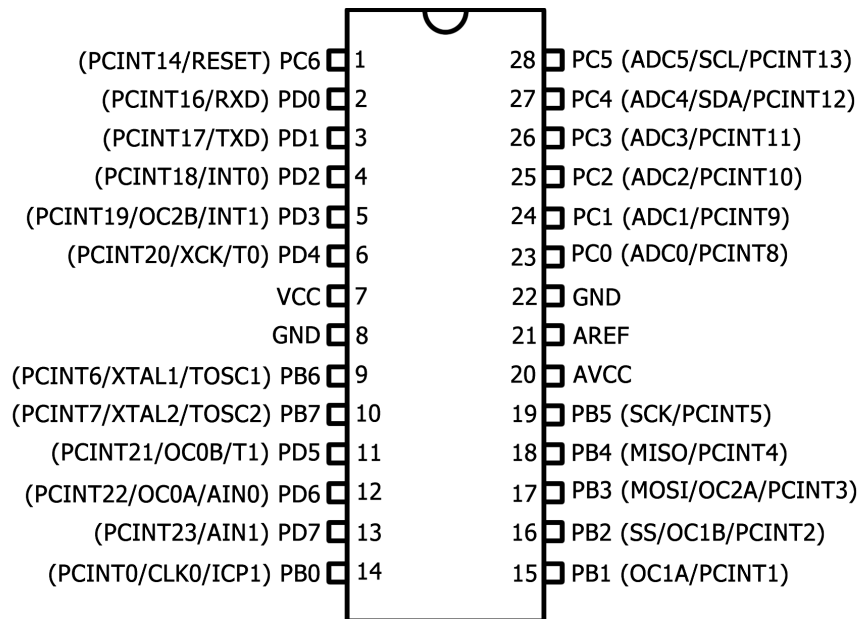 (PCINT14/RESET) PC6 1 28 PC5 (ADC5/SCL/PCINT13)
(PCINT16/RXD) PD0 2 27 PC4 (ADC4/SDA/PCINT12)
(PCINT17/TXD) PD1 3 26 PC3 (ADC3/PCINT11)
(PCINT18/INT0) PD2 4 25 PC2 (ADC2/PCINT10)
(PCINT19/OC2B/INT1) PD3 5 24 PC1 (ADC1/PCINT9)
(PCINT20/XCK/T0) PD4 6 23 PC0 (ADC0/PCINT8)
VCC 7 22 GND
GND 8 21 AREF
(PCINT6/XTAL1/TOSC1) PB6 9 20 AVCC
(PCINT7/XTAL2/TOSC2) PB7 10 19 PB5 (SCK/PCINT5)
(PCINT21/OC0B/T1) PD5 11 18 PB4 (MISO/PCINT4)
(PCINT22/OC0A/AIN0) PD6 12 17 PB3 (MOSI/OC2A/PCINT3)
(PCINT23/AIN1) PD7 13 16 PB2 (SS/OC1B/PCINT2)
(PCINT0/CLK0/ICP1) PB0 14 15 PB1 (OC1A/PCINT1)